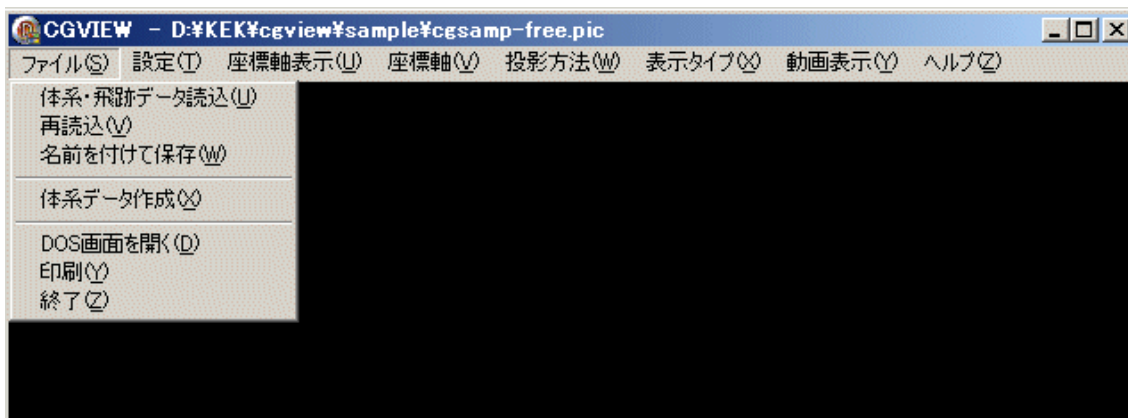 CGVIEW - D:¥KEK¥cgview¥sample¥cgsamp-free.pic
ファイル(S) 設定(T) 座標軸表示(U) 座標軸(V) 投影方法(W) 表示タイプ(X) 動画表示(Y) ヘルプ(Z)
体系・飛跡データ読込(U)
再読込(V)
名前を付けて保存(W)
体系データ作成(X)
DOS画面を開く(D)
印刷(Y)
終了(Z)